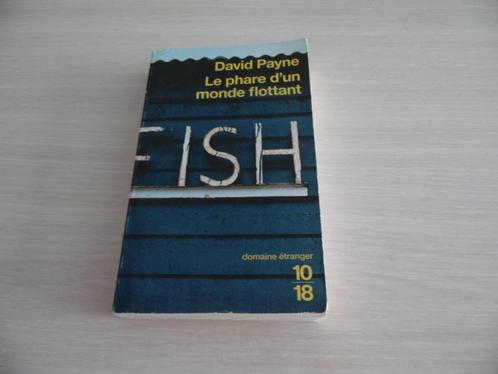 David Payne
Le phare d'un
monde flottant
FISH
domaine étranger
10
18